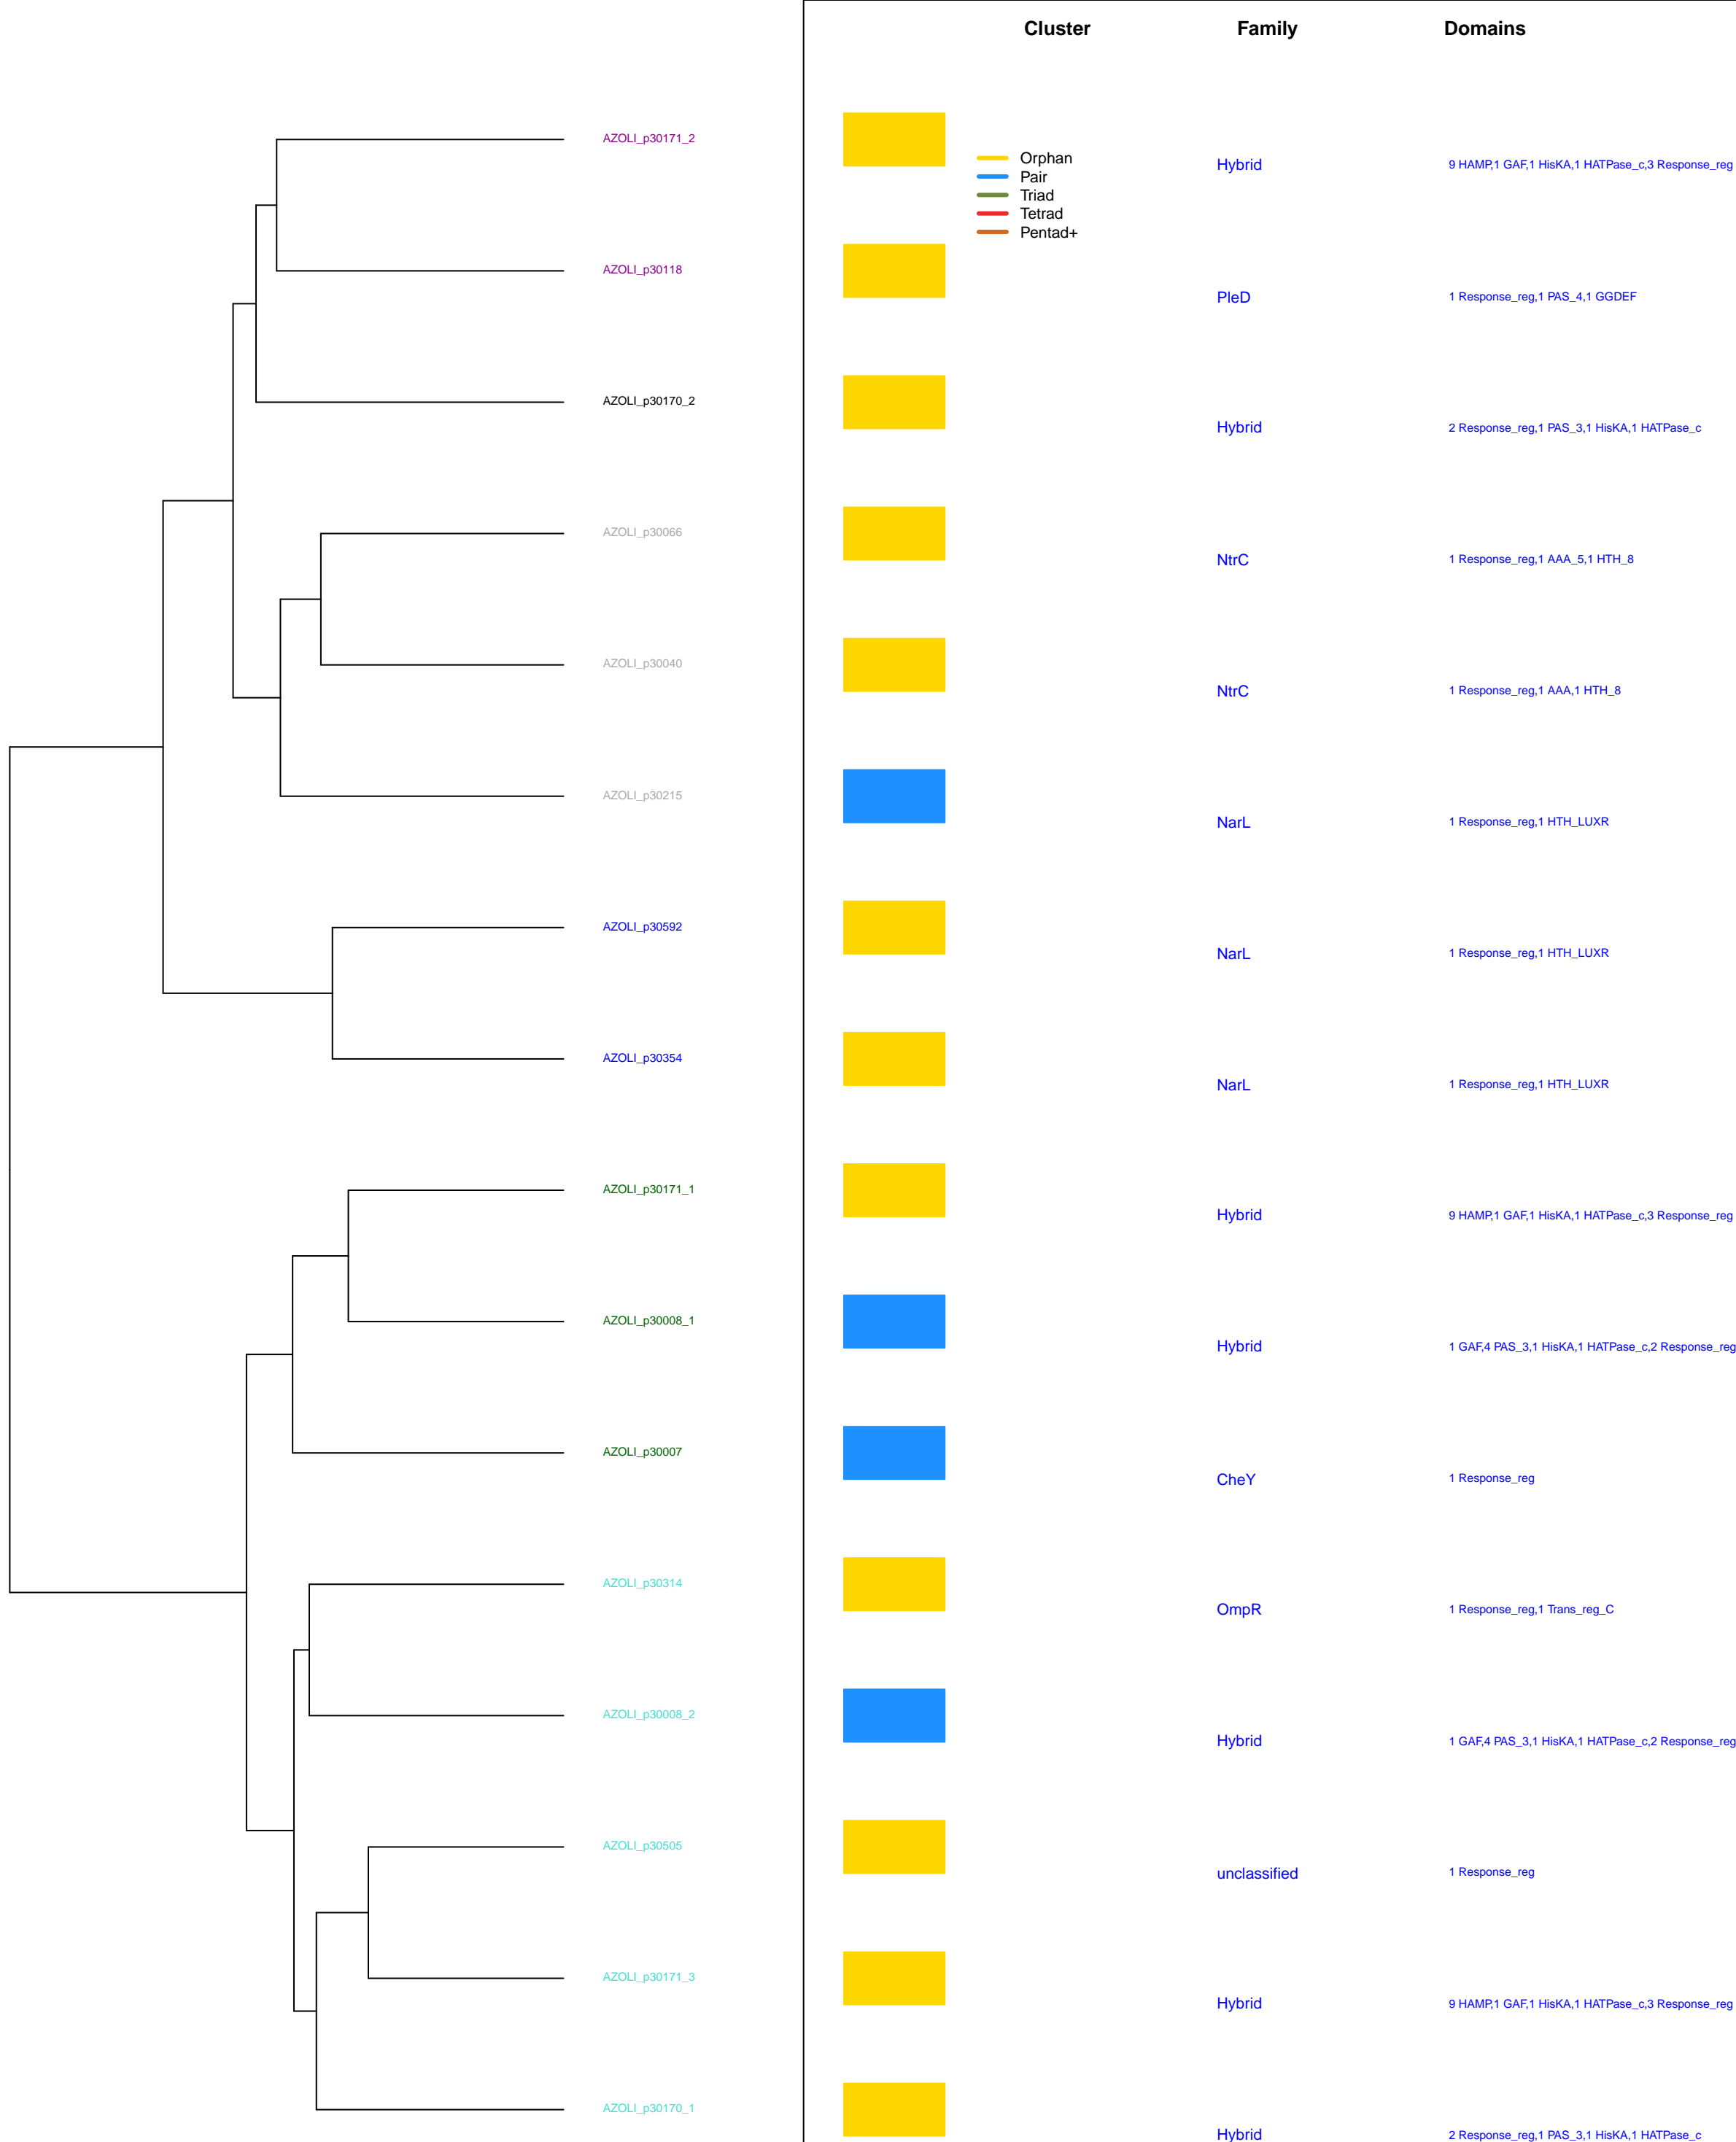 Cluster Family Domains
AZOLI_p30171_2
Orphan
Hybrid 9 HAMP,1 GAF,1 HisKA,1 HATPase_c,3 Response_reg
Pair
Triad
Tetrad
Pentad+
AZOLI_p30118
PleD 1 Response_reg,1 PAS_4,1 GGDEF
AZOLI_p30170_2
Hybrid 2 Response_reg,1 PAS_3,1 HisKA,1 HATPase_c
AZOLI_p30066
NtrC 1 Response_reg,1 AAA_5,1 HTH_8
AZOLI_p30040
NtrC 1 Response_reg,1 AAA,1 HTH_8
AZOLI_p30215
NarL 1 Response_reg,1 HTH_LUXR
AZOLI_p30592
NarL 1 Response_reg,1 HTH_LUXR
AZOLI_p30354
NarL 1 Response_reg,1 HTH_LUXR
AZOLI_p30171_1
Hybrid 9 HAMP,1 GAF,1 HisKA,1 HATPase_c,3 Response_reg
AZOLI_p30008_1
Hybrid 1 GAF,4 PAS_3,1 HisKA,1 HATPase_c,2 Response_reg
AZOLI_p30007
CheY 1 Response_reg
AZOLI_p30314
OmpR 1 Response_reg,1 Trans_reg_C
AZOLI_p30008_2
Hybrid 1 GAF,4 PAS_3,1 HisKA,1 HATPase_c,2 Response_reg
AZOLI_p30505
unclassified 1 Response_reg
AZOLI_p30171_3
Hybrid 9 HAMP,1 GAF,1 HisKA,1 HATPase_c,3 Response_reg
AZOLI_p30170_1
Hybrid 2 Response_reg,1 PAS_3,1 HisKA,1 HATPase_c